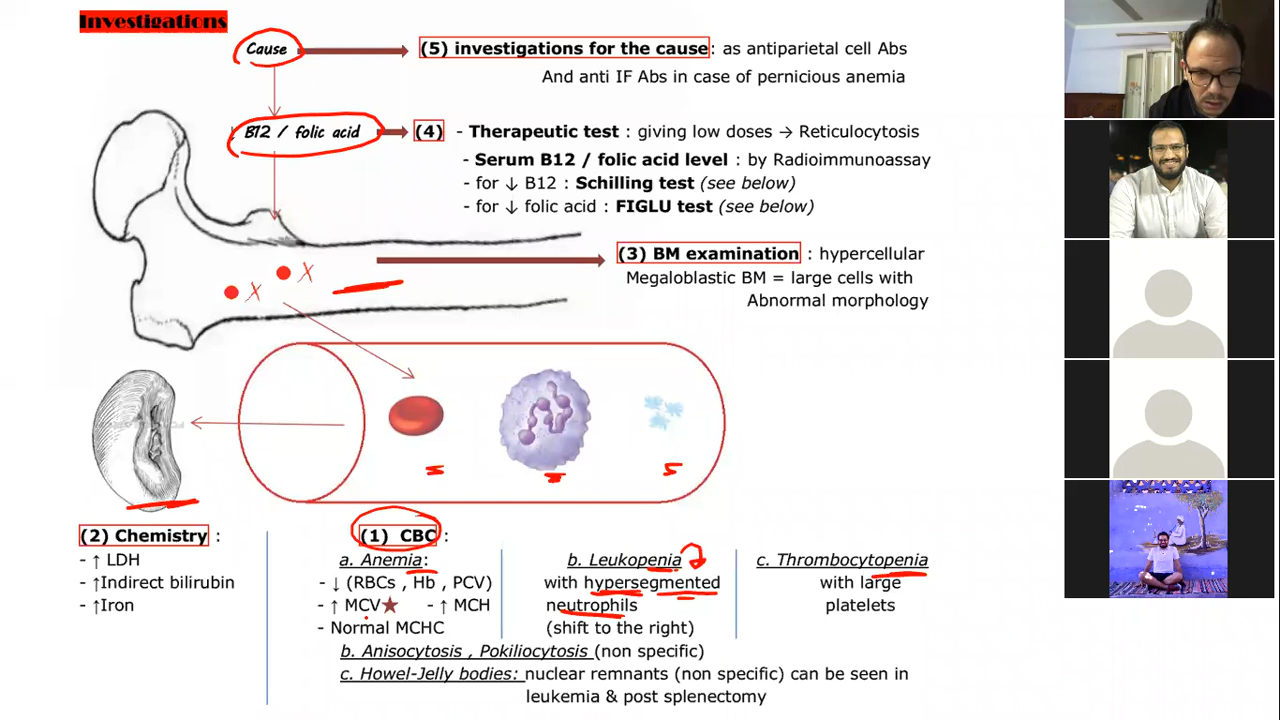 Investigations
Cause
(5) investigations for the cause: as antiparietal cell Abs
And anti IF Abs in case of pernicious anemia
B12 / folic acid
(4) - Therapeutic test : giving low doses → Reticulocytosis
- Serum B12 / folic acid level : by Radioimmunoassay
- for ↓ B12 : Schilling test (see below)
- for ↓ folic acid : FIGLU test (see below)
(3) BM examination : hypercellular
Megaloblastic BM = large cells with
Abnormal morphology
X
X
(2) Chemistry :
- ↑ LDH
- ↑Indirect bilirubin
- ↑Iron
(1) CBC :
a. Anemia:
- ↓ (RBCs , Hb , PCV)
- ↑ MCV★ - ↑ MCH
- Normal MCHC
b. Leukopenia
with hypersegmented
neutrophils
(shift to the right)
c. Thrombocytopenia
with large
platelets
b. Anisocytosis , Pokiliocytosis (non specific)
c. Howel-Jelly bodies: nuclear remnants (non specific) can be seen in
leukemia & post splenectomy